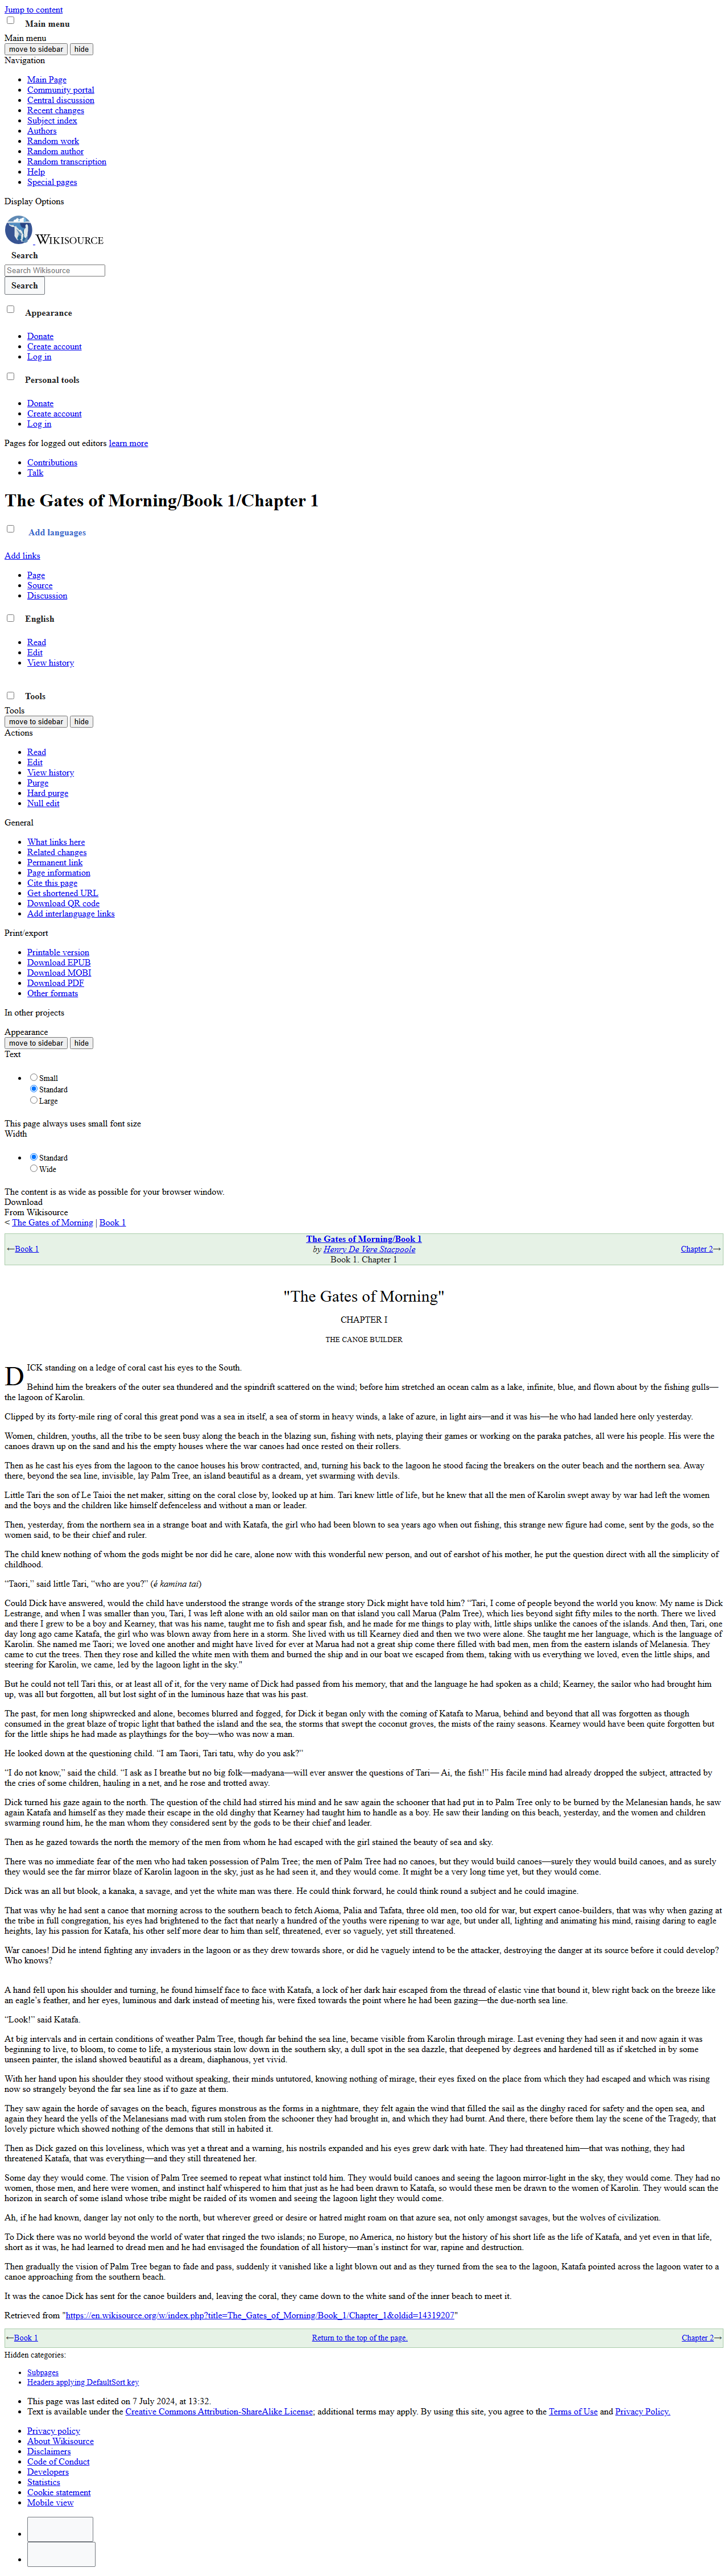 Jump to content
Main menu
Main menu
move to sidebar hide
Navigation
Main Page
Community portal
Central discussion
Recent changes
Subject index
Authors
Random work
Random author
Random transcription
Help
Special pages
Display Options
WIKISOURCE
Search
Search Wikisource
Search
Appearance
Donate
Create account
Log in
Personal tools
Donate
Create account
Log in
Pages for logged out editors learn more
Contributions
Talk
The Gates of Morning/Book 1/Chapter 1
Add languages
Add links
Page
Source
Discussion
English
Read
Edit
View history
Tools
Tools
move to sidebar hide
Actions
Read
Edit
View history
Purge
Hard purge
Null edit
General
What links here
Related changes
Permanent link
Page information
Cite this page
Get shortened URL
Download QR code
Add interlanguage links
Print/export
Printable version
Download EPUB
Download MOBI
Download PDF
Other formats
In other projects
Appearance
move to sidebar hide
Text
Small
Standard
Large
This page always uses small font size
Width
Standard
Wide
The content is as wide as possible for your browser window.
Download
From Wikisource
< The Gates of Morning | Book 1
The Gates of Morning/Book 1
←Book 1 by Henry De Vere Stacpoole Chapter 2→
Book 1. Chapter 1
"The Gates of Morning"
CHAPTER I
THE CANOE BUILDER
DICK standing on a ledge of coral cast his eyes to the South.
Behind him the breakers of the outer sea thundered and the spindrift scattered on the wind; before him stretched an ocean calm as a lake, infinite, blue, and flown about by the fishing gulls—
the lagoon of Karolin.
Clipped by its forty-mile ring of coral this great pond was a sea in itself, a sea of storm in heavy winds, a lake of azure, in light airs—and it was his—he who had landed here only yesterday.
Women, children, youths, all the tribe to be seen busy along the beach in the blazing sun, fishing with nets, playing their games or working on the paraka patches, all were his people. His were the
canoes drawn up on the sand and his the empty houses where the war canoes had once rested on their rollers.
Then as he cast his eyes from the lagoon to the canoe houses his brow contracted, and, turning his back to the lagoon he stood facing the breakers on the outer beach and the northern sea. Away
there, beyond the sea line, invisible, lay Palm Tree, an island beautiful as a dream, yet swarming with devils.
Little Tari the son of Le Taioi the net maker, sitting on the coral close by, looked up at him. Tari knew little of life, but he knew that all the men of Karolin swept away by war had left the women
and the boys and the children like himself defenceless and without a man or leader.
Then, yesterday, from the northern sea in a strange boat and with Katafa, the girl who had been blown to sea years ago when out fishing, this strange new figure had come, sent by the gods, so the
women said, to be their chief and ruler.
The child knew nothing of whom the gods might be nor did he care, alone now with this wonderful new person, and out of earshot of his mother, he put the question direct with all the simplicity of
childhood.
“Taori,” said little Tari, “who are you?” (é kamina tai)
Could Dick have answered, would the child have understood the strange words of the strange story Dick might have told him? “Tari, I come of people beyond the world you know. My name is Dick
Lestrange, and when I was smaller than you, Tari, I was left alone with an old sailor man on that island you call Marua (Palm Tree), which lies beyond sight fifty miles to the north. There we lived
and there I grew to be a boy and Kearney, that was his name, taught me to fish and spear fish, and he made for me things to play with, little ships unlike the canoes of the islands. And then, Tari, one
day long ago came Katafa, the girl who was blown away from here in a storm. She lived with us till Kearney died and then we two were alone. She taught me her language, which is the language of
Karolin. She named me Taori; we loved one another and might have lived for ever at Marua had not a great ship come there filled with bad men, men from the eastern islands of Melanesia. They
came to cut the trees. Then they rose and killed the white men with them and burned the ship and in our boat we escaped from them, taking with us everything we loved, even the little ships, and
steering for Karolin, we came, led by the lagoon light in the sky.”
But he could not tell Tari this, or at least all of it, for the very name of Dick had passed from his memory, that and the language he had spoken as a child; Kearney, the sailor who had brought him
up, was all but forgotten, all but lost sight of in the luminous haze that was his past.
The past, for men long shipwrecked and alone, becomes blurred and fogged, for Dick it began only with the coming of Katafa to Marua, behind and beyond that all was forgotten as though
consumed in the great blaze of tropic light that bathed the island and the sea, the storms that swept the coconut groves, the mists of the rainy seasons. Kearney would have been quite forgotten but
for the little ships he had made as playthings for the boy—who was now a man.
He looked down at the questioning child. “I am Taori, Tari tatu, why do you ask?”
“I do not know,” said the child. “I ask as I breathe but no big folk—madyana—will ever answer the questions of Tari— Ai, the fish!” His facile mind had already dropped the subject, attracted by
the cries of some children, hauling in a net, and he rose and trotted away.
Dick turned his gaze again to the north. The question of the child had stirred his mind and he saw again the schooner that had put in to Palm Tree only to be burned by the Melanesian hands, he saw
again Katafa and himself as they made their escape in the old dinghy that Kearney had taught him to handle as a boy. He saw their landing on this beach, yesterday, and the women and children
swarming round him, he the man whom they considered sent by the gods to be their chief and leader.
Then as he gazed towards the north the memory of the men from whom he had escaped with the girl stained the beauty of sea and sky.
There was no immediate fear of the men who had taken possession of Palm Tree; the men of Palm Tree had no canoes, but they would build canoes—surely they would build canoes, and as surely
they would see the far mirror blaze of Karolin lagoon in the sky, just as he had seen it, and they would come. It might be a very long time yet, but they would come.
Dick was an all but blook, a kanaka, a savage, and yet the white man was there. He could think forward, he could think round a subject and he could imagine.
That was why he had sent a canoe that morning across to the southern beach to fetch Aioma, Palia and Tafata, three old men, too old for war, but expert canoe-builders, that was why when gazing at
the tribe in full congregation, his eyes had brightened to the fact that nearly a hundred of the youths were ripening to war age, but under all, lighting and animating his mind, raising daring to eagle
heights, lay his passion for Katafa, his other self more dear to him than self, threatened, ever so vaguely, yet still threatened.
War canoes! Did he intend fighting any invaders in the lagoon or as they drew towards shore, or did he vaguely intend to be the attacker, destroying the danger at its source before it could develop?
Who knows?
A hand fell upon his shoulder and turning, he found himself face to face with Katafa, a lock of her dark hair escaped from the thread of elastic vine that bound it, blew right back on the breeze like
an eagle’s feather, and her eyes, luminous and dark instead of meeting his, were fixed towards the point where he had been gazing—the due-north sea line.
“Look!” said Katafa.
At big intervals and in certain conditions of weather Palm Tree, though far behind the sea line, became visible from Karolin through mirage. Last evening they had seen it and now again it was
beginning to live, to bloom, to come to life, a mysterious stain low down in the southern sky, a dull spot in the sea dazzle, that deepened by degrees and hardened till as if sketched in by some
unseen painter, the island showed beautiful as a dream, diaphanous, yet vivid.
With her hand upon his shoulder they stood without speaking, their minds untutored, knowing nothing of mirage, their eyes fixed on the place from which they had escaped and which was rising
now so strangely beyond the far sea line as if to gaze at them.
They saw again the horde of savages on the beach, figures monstrous as the forms in a nightmare, they felt again the wind that filled the sail as the dinghy raced for safety and the open sea, and
again they heard the yells of the Melanesians mad with rum stolen from the schooner they had brought in, and which they had burnt. And there, there before them lay the scene of the Tragedy, that
lovely picture which showed nothing of the demons that still in habited it.
Then as Dick gazed on this loveliness, which was yet a threat and a warning, his nostrils expanded and his eyes grew dark with hate. They had threatened him—that was nothing, they had
threatened Katafa, that was everything—and they still threatened her.
Some day they would come. The vision of Palm Tree seemed to repeat what instinct told him. They would build canoes and seeing the lagoon mirror-light in the sky, they would come. They had no
women, those men, and here were women, and instinct half whispered to him that just as he had been drawn to Katafa, so would these men be drawn to the women of Karolin. They would scan the
horizon in search of some island whose tribe might be raided of its women and seeing the lagoon light they would come.
Ah, if he had known, danger lay not only to the north, but wherever greed or desire or hatred might roam on that azure sea, not only amongst savages, but the wolves of civilization.
To Dick there was no world beyond the world of water that ringed the two islands; no Europe, no America, no history but the history of his short life as the life of Katafa, and yet even in that life,
short as it was, he had learned to dread men and he had envisaged the foundation of all history—man’s instinct for war, rapine and destruction.
Then gradually the vision of Palm Tree began to fade and pass, suddenly it vanished like a light blown out and as they turned from the sea to the lagoon, Katafa pointed across the lagoon water to a
canoe approaching from the southern beach.
It was the canoe Dick has sent for the canoe builders and, leaving the coral, they came down to the white sand of the inner beach to meet it.
Retrieved from "https://en.wikisource.org/w/index.php?title=The_Gates_of_Morning/Book_1/Chapter_1&oldid=14319207"
←Book 1 Return to the top of the page. Chapter 2→
Hidden categories:
Subpages
Headers applying DefaultSort key
This page was last edited on 7 July 2024, at 13:32.
Text is available under the Creative Commons Attribution-ShareAlike License; additional terms may apply. By using this site, you agree to the Terms of Use and Privacy Policy.
Privacy policy
About Wikisource
Disclaimers
Code of Conduct
Developers
Statistics
Cookie statement
Mobile view